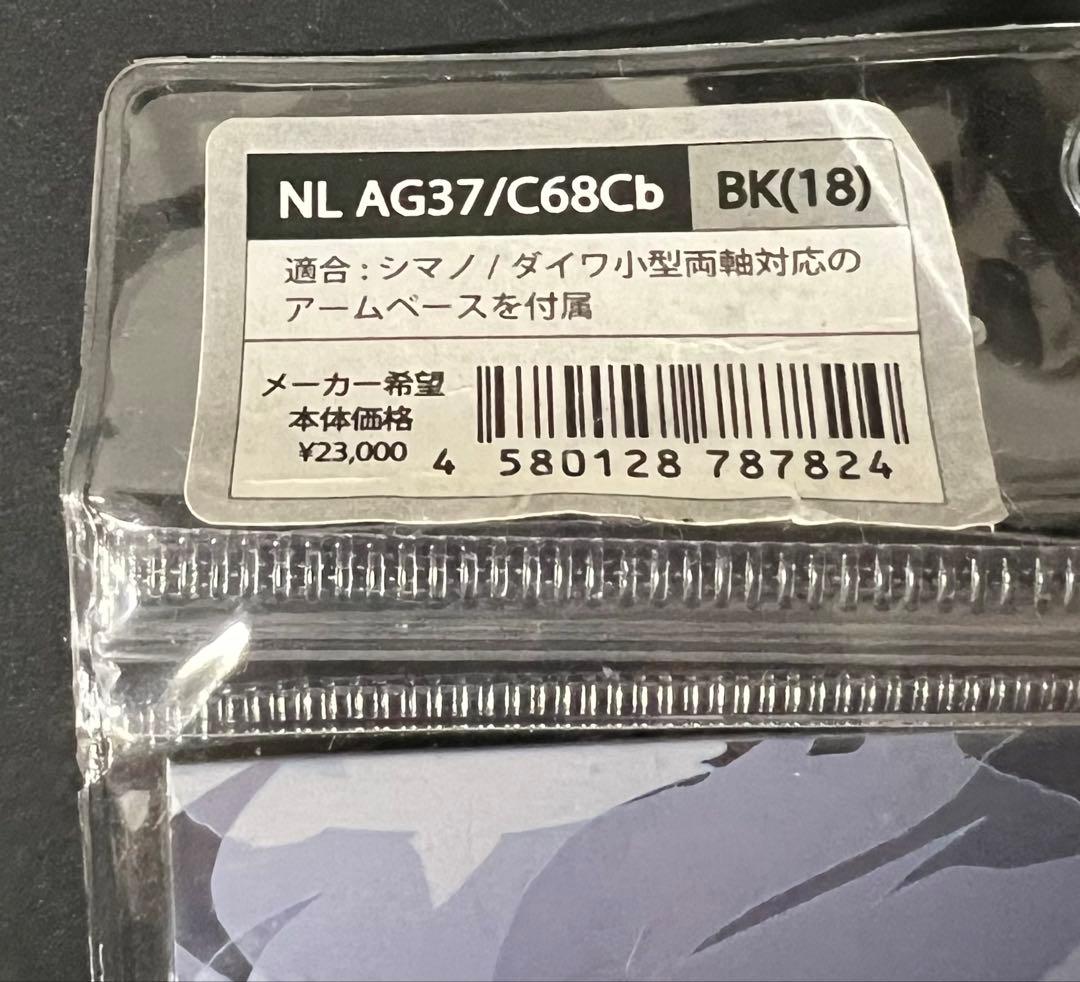 NL AG37/C68Cb BK(18)
適合 : シマノ / ダイワ小型両軸対応の
アームベースを付属
メーカー希望
本体価格
¥23,000
4 580128 787824